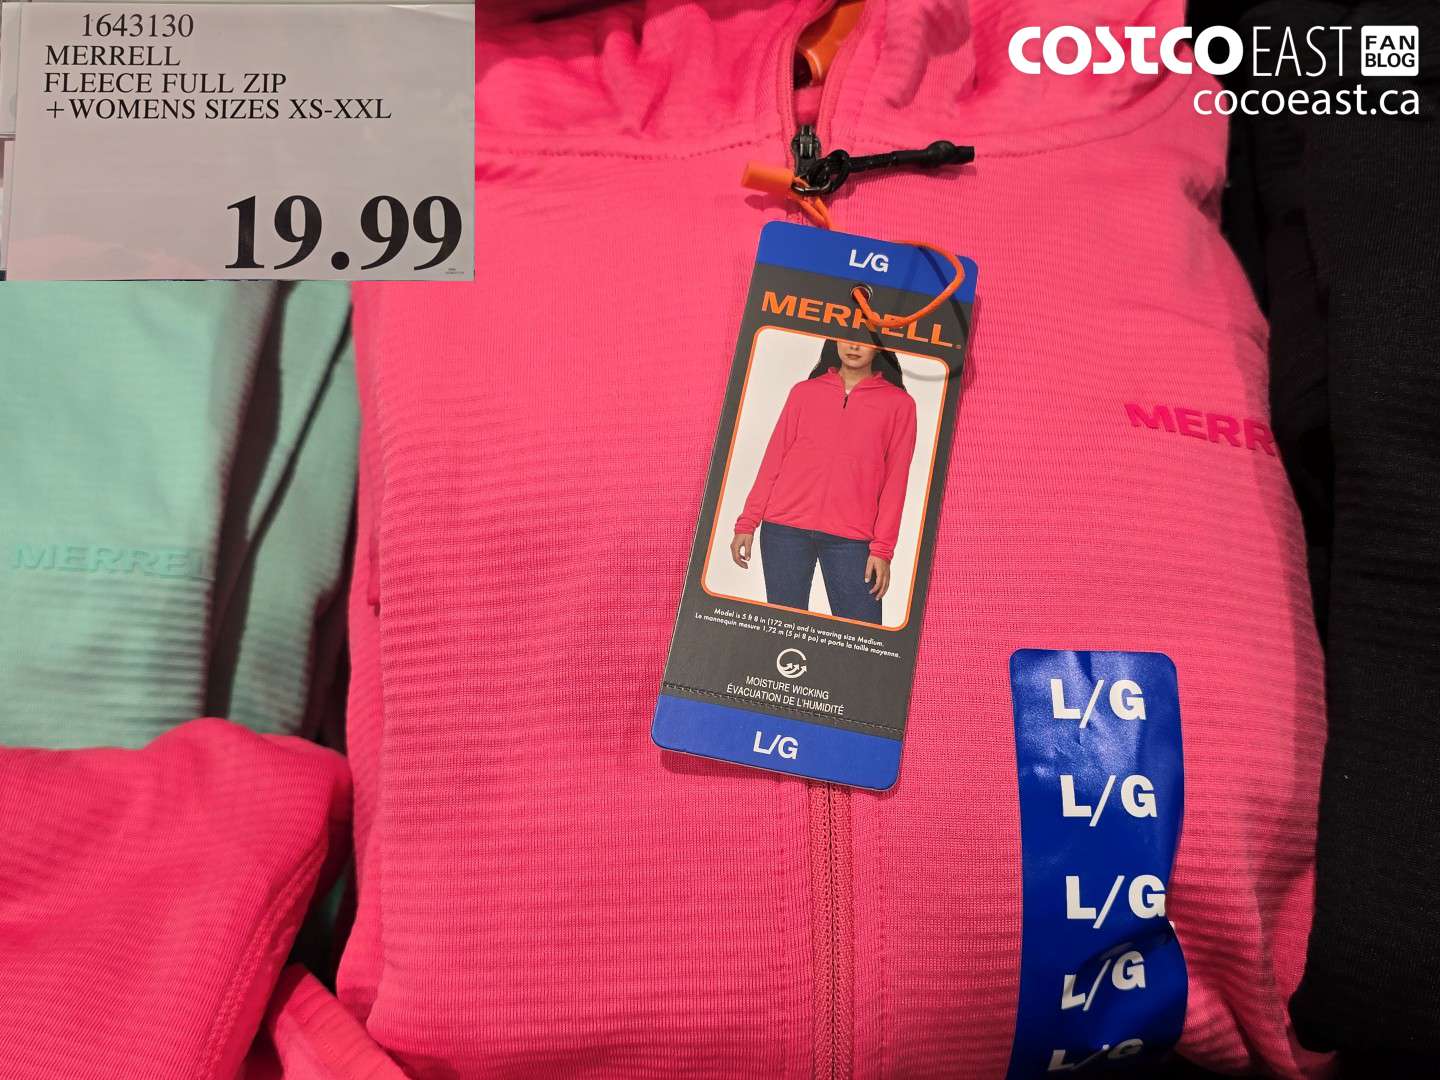 1643130
MERRELL
FLEECE FULL ZIP
+WOMENS SIZES XS-XXL
19.99
COSTCO EAST FAN BLOG
cocoeast.ca
L/G
MERRELL
Model is 5 ft 8 in (172 cm) and is wearing size Medium.
Le mannequin mesure 1,72 m (5 pi 8 po) et porte la taille moyenne.
MOISTURE WICKING
ÉVACUATION DE L'HUMIDITÉ
L/G
MERR
MERREL
L/G
L/G
L/G
L/G
L/G